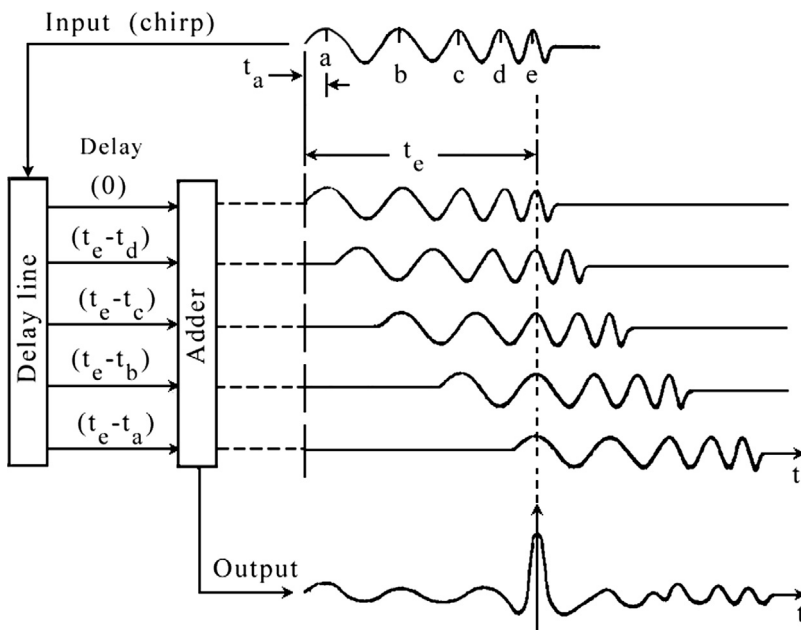 Input (chirp)
a
b
c
d
e
t_a
Delay
t_e
(0)
(t_e-t_d)
(t_e-t_c)
(t_e-t_b)
(t_e-t_a)
Delay line
Adder
t
Output
t